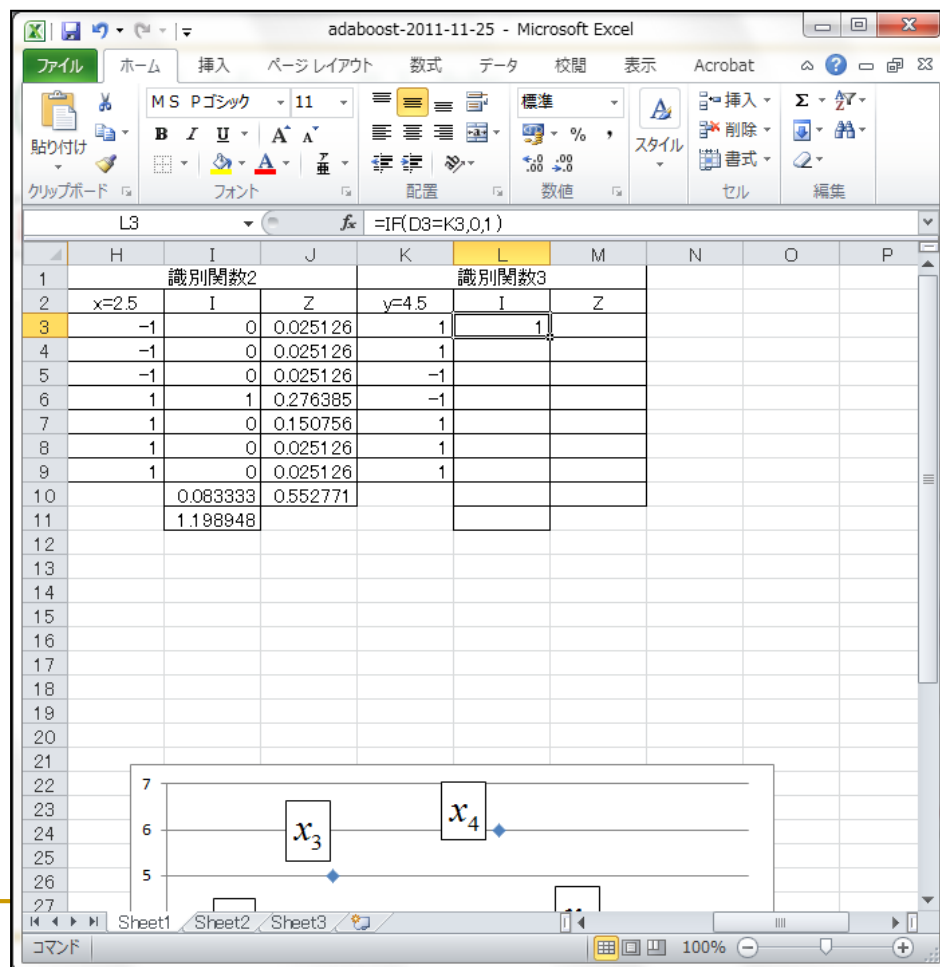 adaboost-2011-11-25 - Microsoft Excel
ファイル ホーム 挿入 ページ レイアウト 数式 データ 校閲 表示 Acrobat
MS Pゴシック 11 標準 挿入
貼り付け B I U A A % , スタイル 削除
A 亜 .00 .00 書式
クリップボード フォント 配置 数値 セル 編集
L3 fx =IF(D3=K3,0,1)
H I J K L M N O P
1 識別関数2 識別関数3
2 x=2.5 I Z y=4.5 I Z
3 -1 0 0.025126 1 1
4 -1 0 0.025126 1
5 -1 0 0.025126 -1
6 1 1 0.276385 -1
7 1 0 0.150756 1
8 1 0 0.025126 1
9 1 0 0.025126 1
10 0.083333 0.552771
11 1.198948
12
13
14
15
16
17
18
19
20
21
22 7
23
24 6 x3 x4
25
26 5
27
Sheet1 Sheet2 Sheet3
コマンド 100%